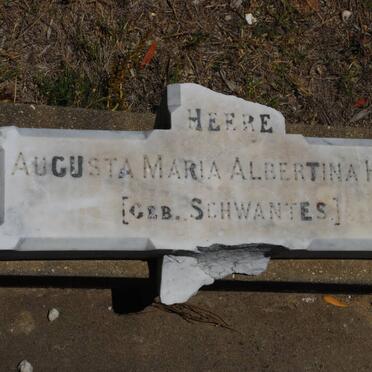 HEERE
AUGUSTA MARIA ALBERTINA H
[GEB. SCHWANTES.]